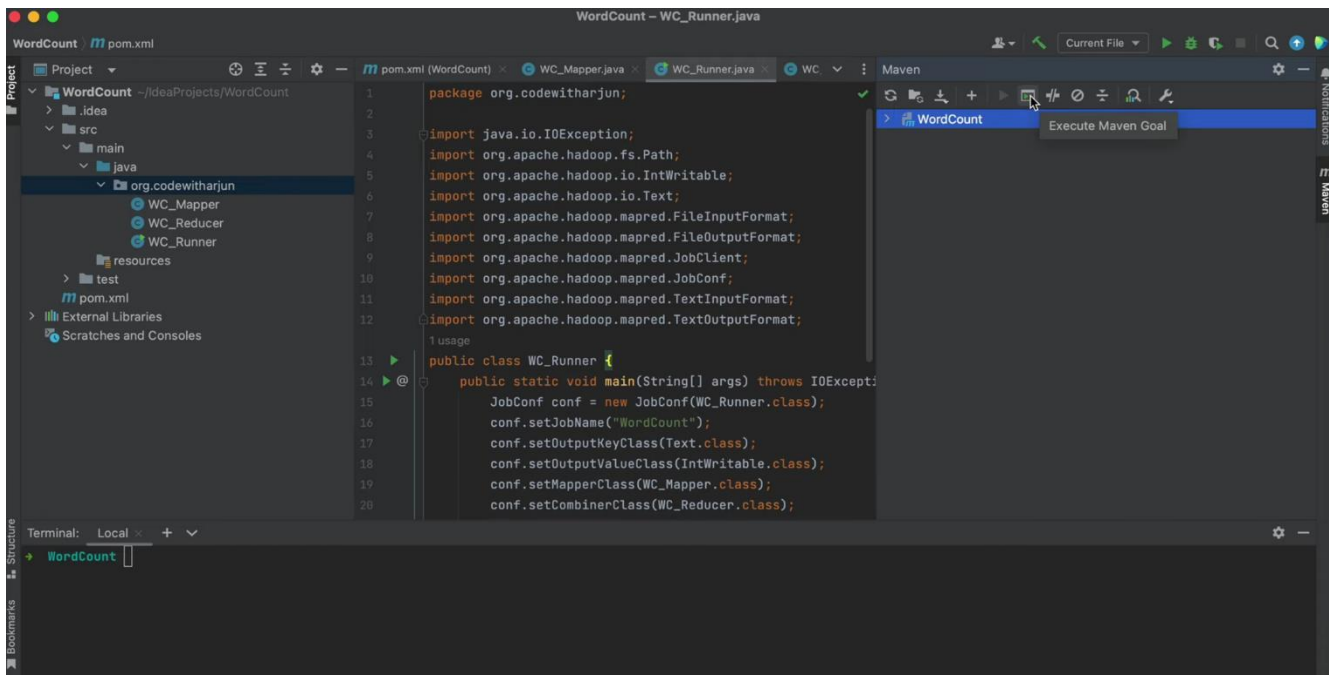 WordCount – WC_Runner.java
WordCount
m pom.xml
Current File
Project
Project
WordCount ~/IdeaProjects/WordCount
.idea
src
main
java
org.codewitharjun
WC_Mapper
WC_Reducer
WC_Runner
resources
test
m pom.xml
External Libraries
Scratches and Consoles
m pom.xml (WordCount)
WC_Mapper.java
WC_Runner.java
WC
1 package org.codewitharjun;
2
3 import java.io.IOException;
4 import org.apache.hadoop.fs.Path;
5 import org.apache.hadoop.io.IntWritable;
6 import org.apache.hadoop.io.Text;
7 import org.apache.hadoop.mapred.FileInputFormat;
8 import org.apache.hadoop.mapred.FileOutputFormat;
9 import org.apache.hadoop.mapred.JobClient;
10 import org.apache.hadoop.mapred.JobConf;
11 import org.apache.hadoop.mapred.TextInputFormat;
12 import org.apache.hadoop.mapred.TextOutputFormat;
1 usage
13 public class WC_Runner {
14 @ public static void main(String[] args) throws IOExcepti
15 JobConf conf = new JobConf(WC_Runner.class);
16 conf.setJobName("WordCount");
17 conf.setOutputKeyClass(Text.class);
18 conf.setOutputValueClass(IntWritable.class);
19 conf.setMapperClass(WC_Mapper.class);
20 conf.setCombinerClass(WC_Reducer.class);
Maven
WordCount
Execute Maven Goal
Notifications
m Maven
Terminal: Local
WordCount
Structure
Bookmarks